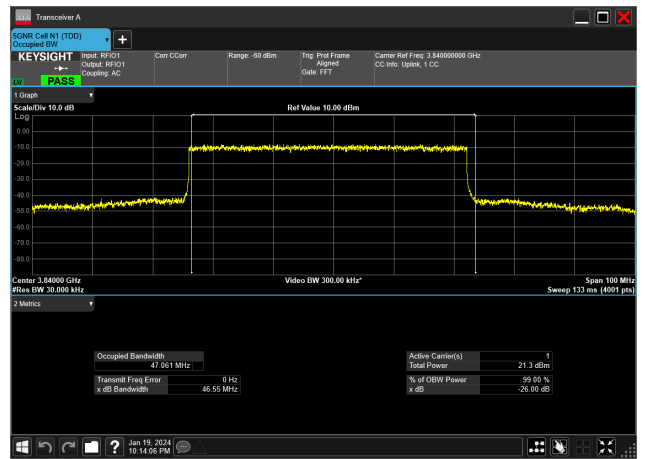 Transceiver A
5GNR Cell N1 (TDD)
Occupied BW
KEYSIGHT
PASS
Input: RFIO1
Output: RFIO1
Coupling: AC
Corr CCorr
Range: -60 dBm
Trig: Prot Frame
Aligned
Gate: FFT
Carrier Ref Freq: 3.840000000 GHz
CC Info: Uplink, 1 CC
1 Graph
Scale/Div 10.0 dB
Ref Value 10.00 dBm
Log
0.00
-10.0
-20.0
-30.0
-40.0
-50.0
-60.0
-70.0
-80.0
Center 3.84000 GHz
Video BW 300.00 kHz*
Span 100 MHz
#Res BW 30.000 kHz
Sweep 133 ms (4001 pts)
2 Metrics
Occupied Bandwidth
47.061 MHz
Transmit Freq Error 0 Hz
x dB Bandwidth 46.55 MHz
Active Carrier(s) 1
Total Power 21.3 dBm
% of OBW Power 99.00 %
x dB -26.00 dB
Jan 19, 2024
10:14:06 PM